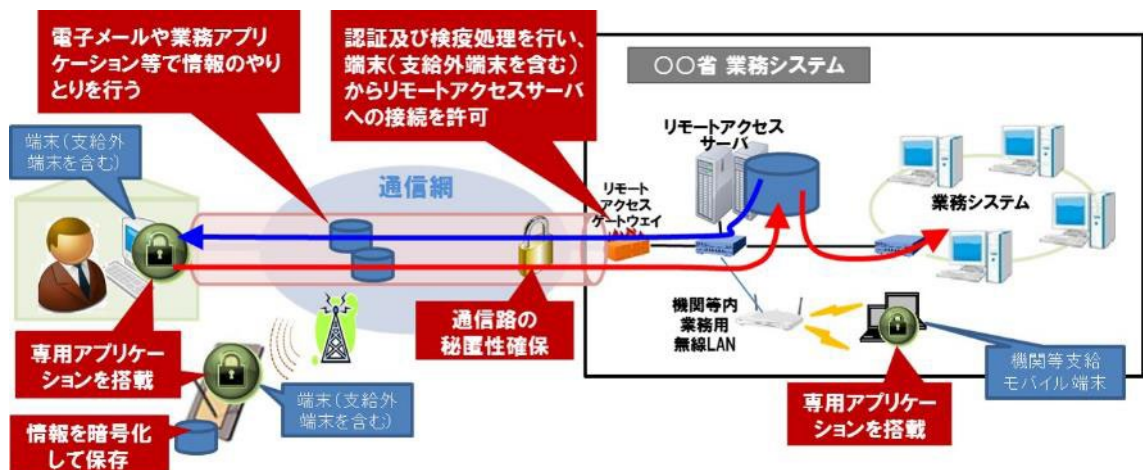 電子メールや業務アプリ
ケーション等で情報のやり
とりを行う
認証及び検疫処理を行い、
端末（支給外端末を含む）
からリモートアクセスサーバ
への接続を許可
〇〇省 業務システム
端末（支給外
端末を含む）
通信網
リモートアクセス
サーバ
リモート
アクセス
ゲートウェイ
業務システム
専用アプリケー
ションを搭載
通信路の
秘匿性確保
機関等内
業務用
無線LAN
機関等支給
モバイル端末
端末（支給外
端末を含む）
専用アプリケー
ションを搭載
情報を暗号化
して保存